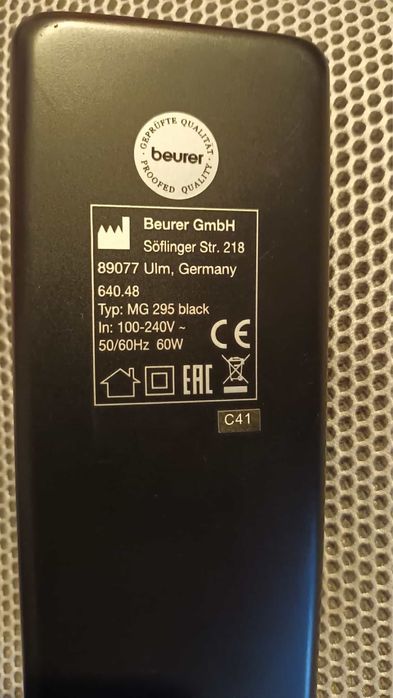 · GEPRÜFTE QUALITÄT ·
beurer
PROOFED QUALITY
Beurer GmbH
Söflinger Str. 218
89077 Ulm, Germany
640.48
Typ: MG 295 black
In: 100-240V ~
50/60Hz 60W
CE
EAC
C41